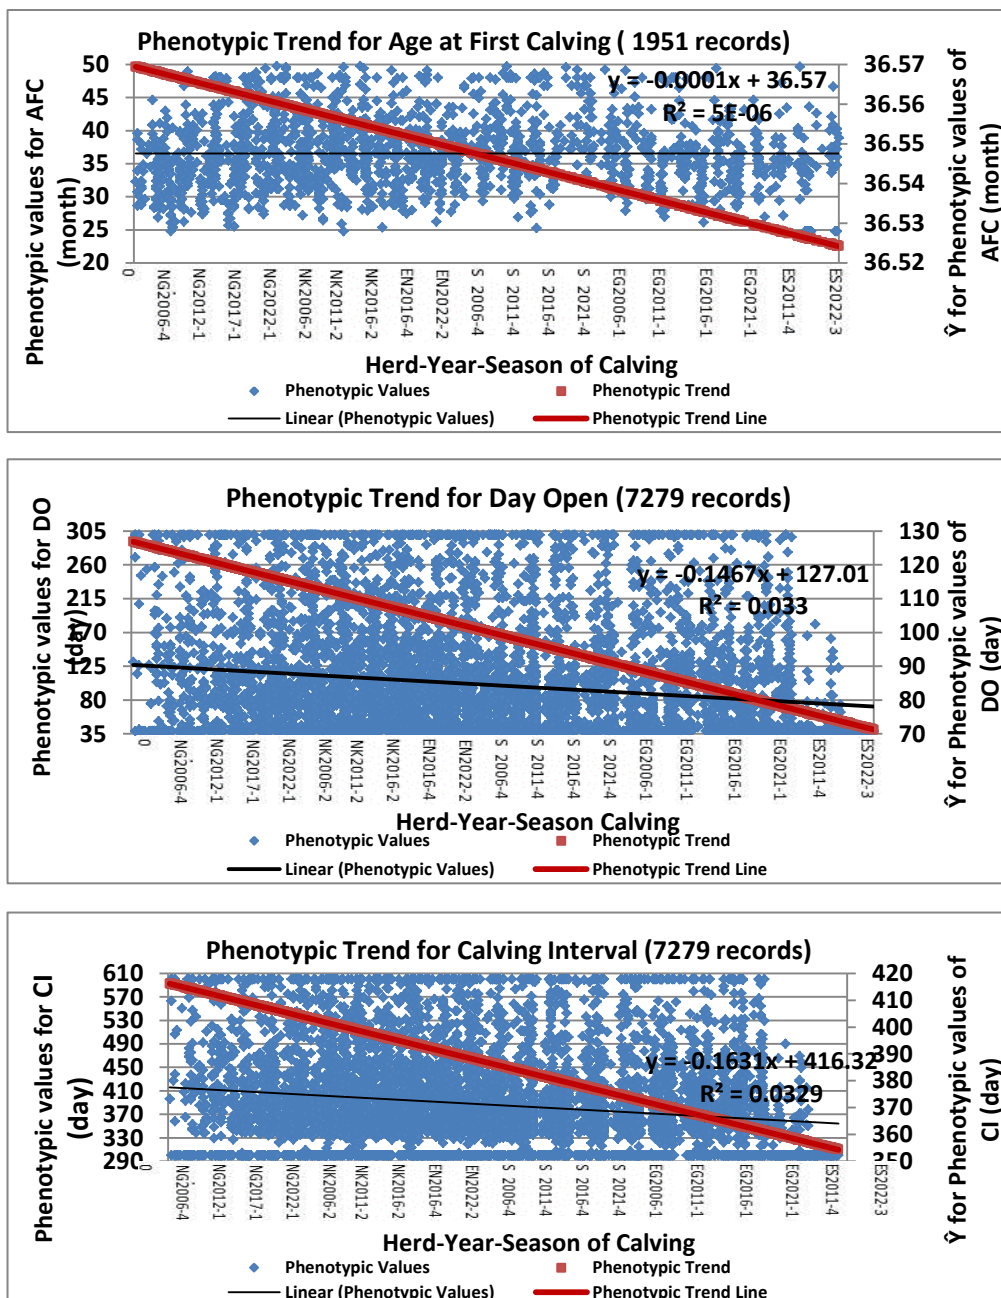 Phenotypic Trend for Age at First Calving ( 1951 records)
Phenotypic values for AFC
(month)
50
45
40
35
30
25
20
y = -0.0001x + 36.57
R² = 5E-06
36.57
36.56
36.55
36.54
36.53
36.52
Ŷ for Phenotypic values of
AFC (month)
0
NG2006-4
NG2012-1
NG2017-1
NG2022-1
NK2006-2
NK2011-2
NK2016-2
EN2016-4
EN2022-2
S 2006-4
S 2011-4
S 2016-4
S 2021-4
EG2006-1
EG2011-1
EG2016-1
EG2021-1
ES2011-4
ES2022-3
Herd-Year-Season of Calving
Phenotypic Values
Phenotypic Trend
Linear (Phenotypic Values)
Phenotypic Trend Line
Phenotypic Trend for Day Open (7279 records)
Phenotypic values for DO
(day)
305
260
215
170
125
80
35
y = -0.1467x + 127.01
R² = 0.033
130
120
110
100
90
80
70
Ŷ for Phenotypic values of
DO (day)
0
NG2006-4
NG2012-1
NG2017-1
NG2022-1
NK2006-2
NK2011-2
NK2016-2
EN2016-4
EN2022-2
S 2006-4
S 2011-4
S 2016-4
S 2021-4
EG2006-1
EG2011-1
EG2016-1
EG2021-1
ES2011-4
ES2022-3
Herd-Year-Season Calving
Phenotypic Values
Phenotypic Trend
Linear (Phenotypic Values)
Phenotypic Trend Line
Phenotypic Trend for Calving Interval (7279 records)
Phenotypic values for CI
(day)
610
570
530
490
450
410
370
330
290
y = -0.1631x + 416.32
R² = 0.0329
420
410
400
390
380
370
360
350
Ŷ for Phenotypic values of
CI (day)
0
NG2006-4
NG2012-1
NG2017-1
NG2022-1
NK2006-2
NK2011-2
NK2016-2
EN2016-4
EN2022-2
S 2006-4
S 2011-4
S 2016-4
S 2021-4
EG2006-1
EG2011-1
EG2016-1
EG2021-1
ES2011-4
ES2022-3
Herd-Year-Season of Calving
Phenotypic Values
Phenotypic Trend
Linear (Phenotypic Values)
Phenotypic Trend Line